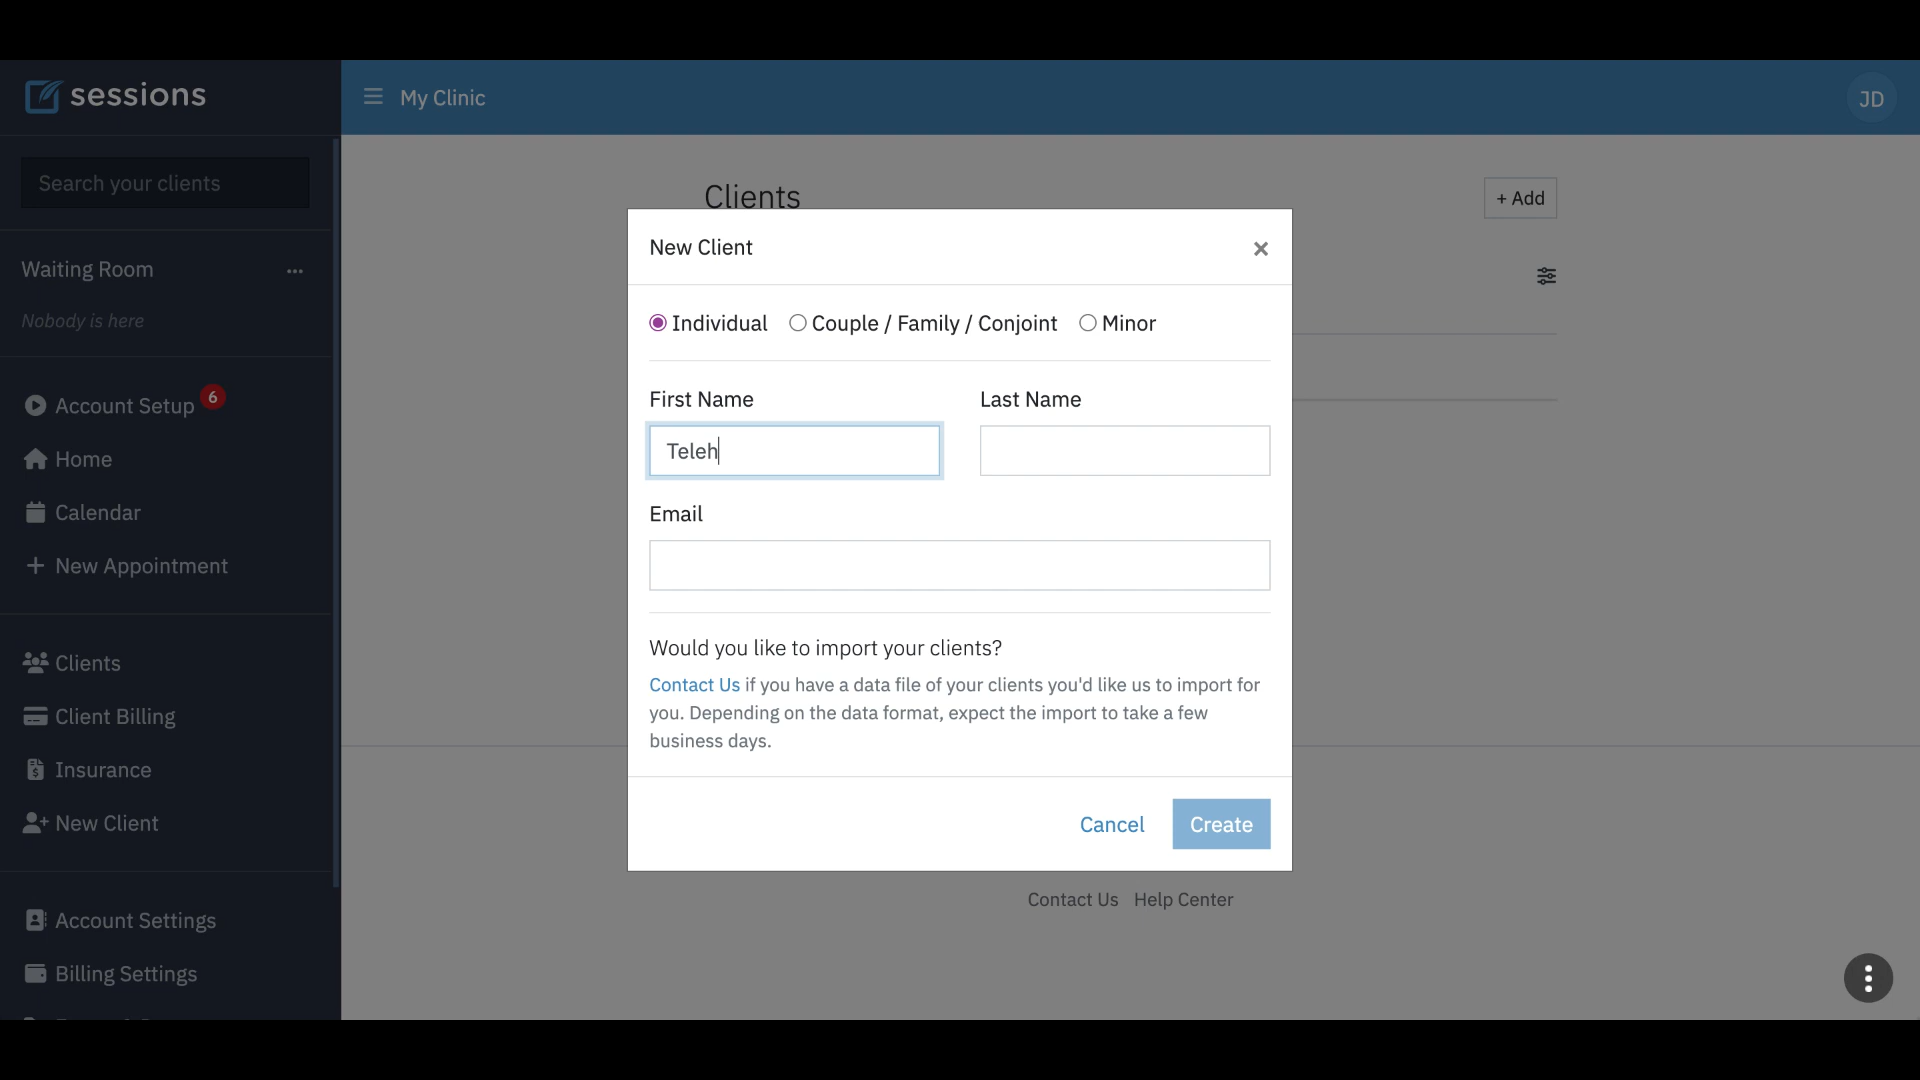 sessions
My Clinic
JD
Search your clients
Clients
+ Add
Waiting Room
...
Nobody is here
New Client
×
Individual
Couple / Family / Conjoint
Minor
First Name
Last Name
Teleh
Email
Would you like to import your clients?
Contact Us if you have a data file of your clients you'd like us to import for
you. Depending on the data format, expect the import to take a few
business days.
Cancel
Create
Account Setup 6
Home
Calendar
+ New Appointment
Clients
Client Billing
Insurance
New Client
Account Settings
Billing Settings
Contact Us Help Center